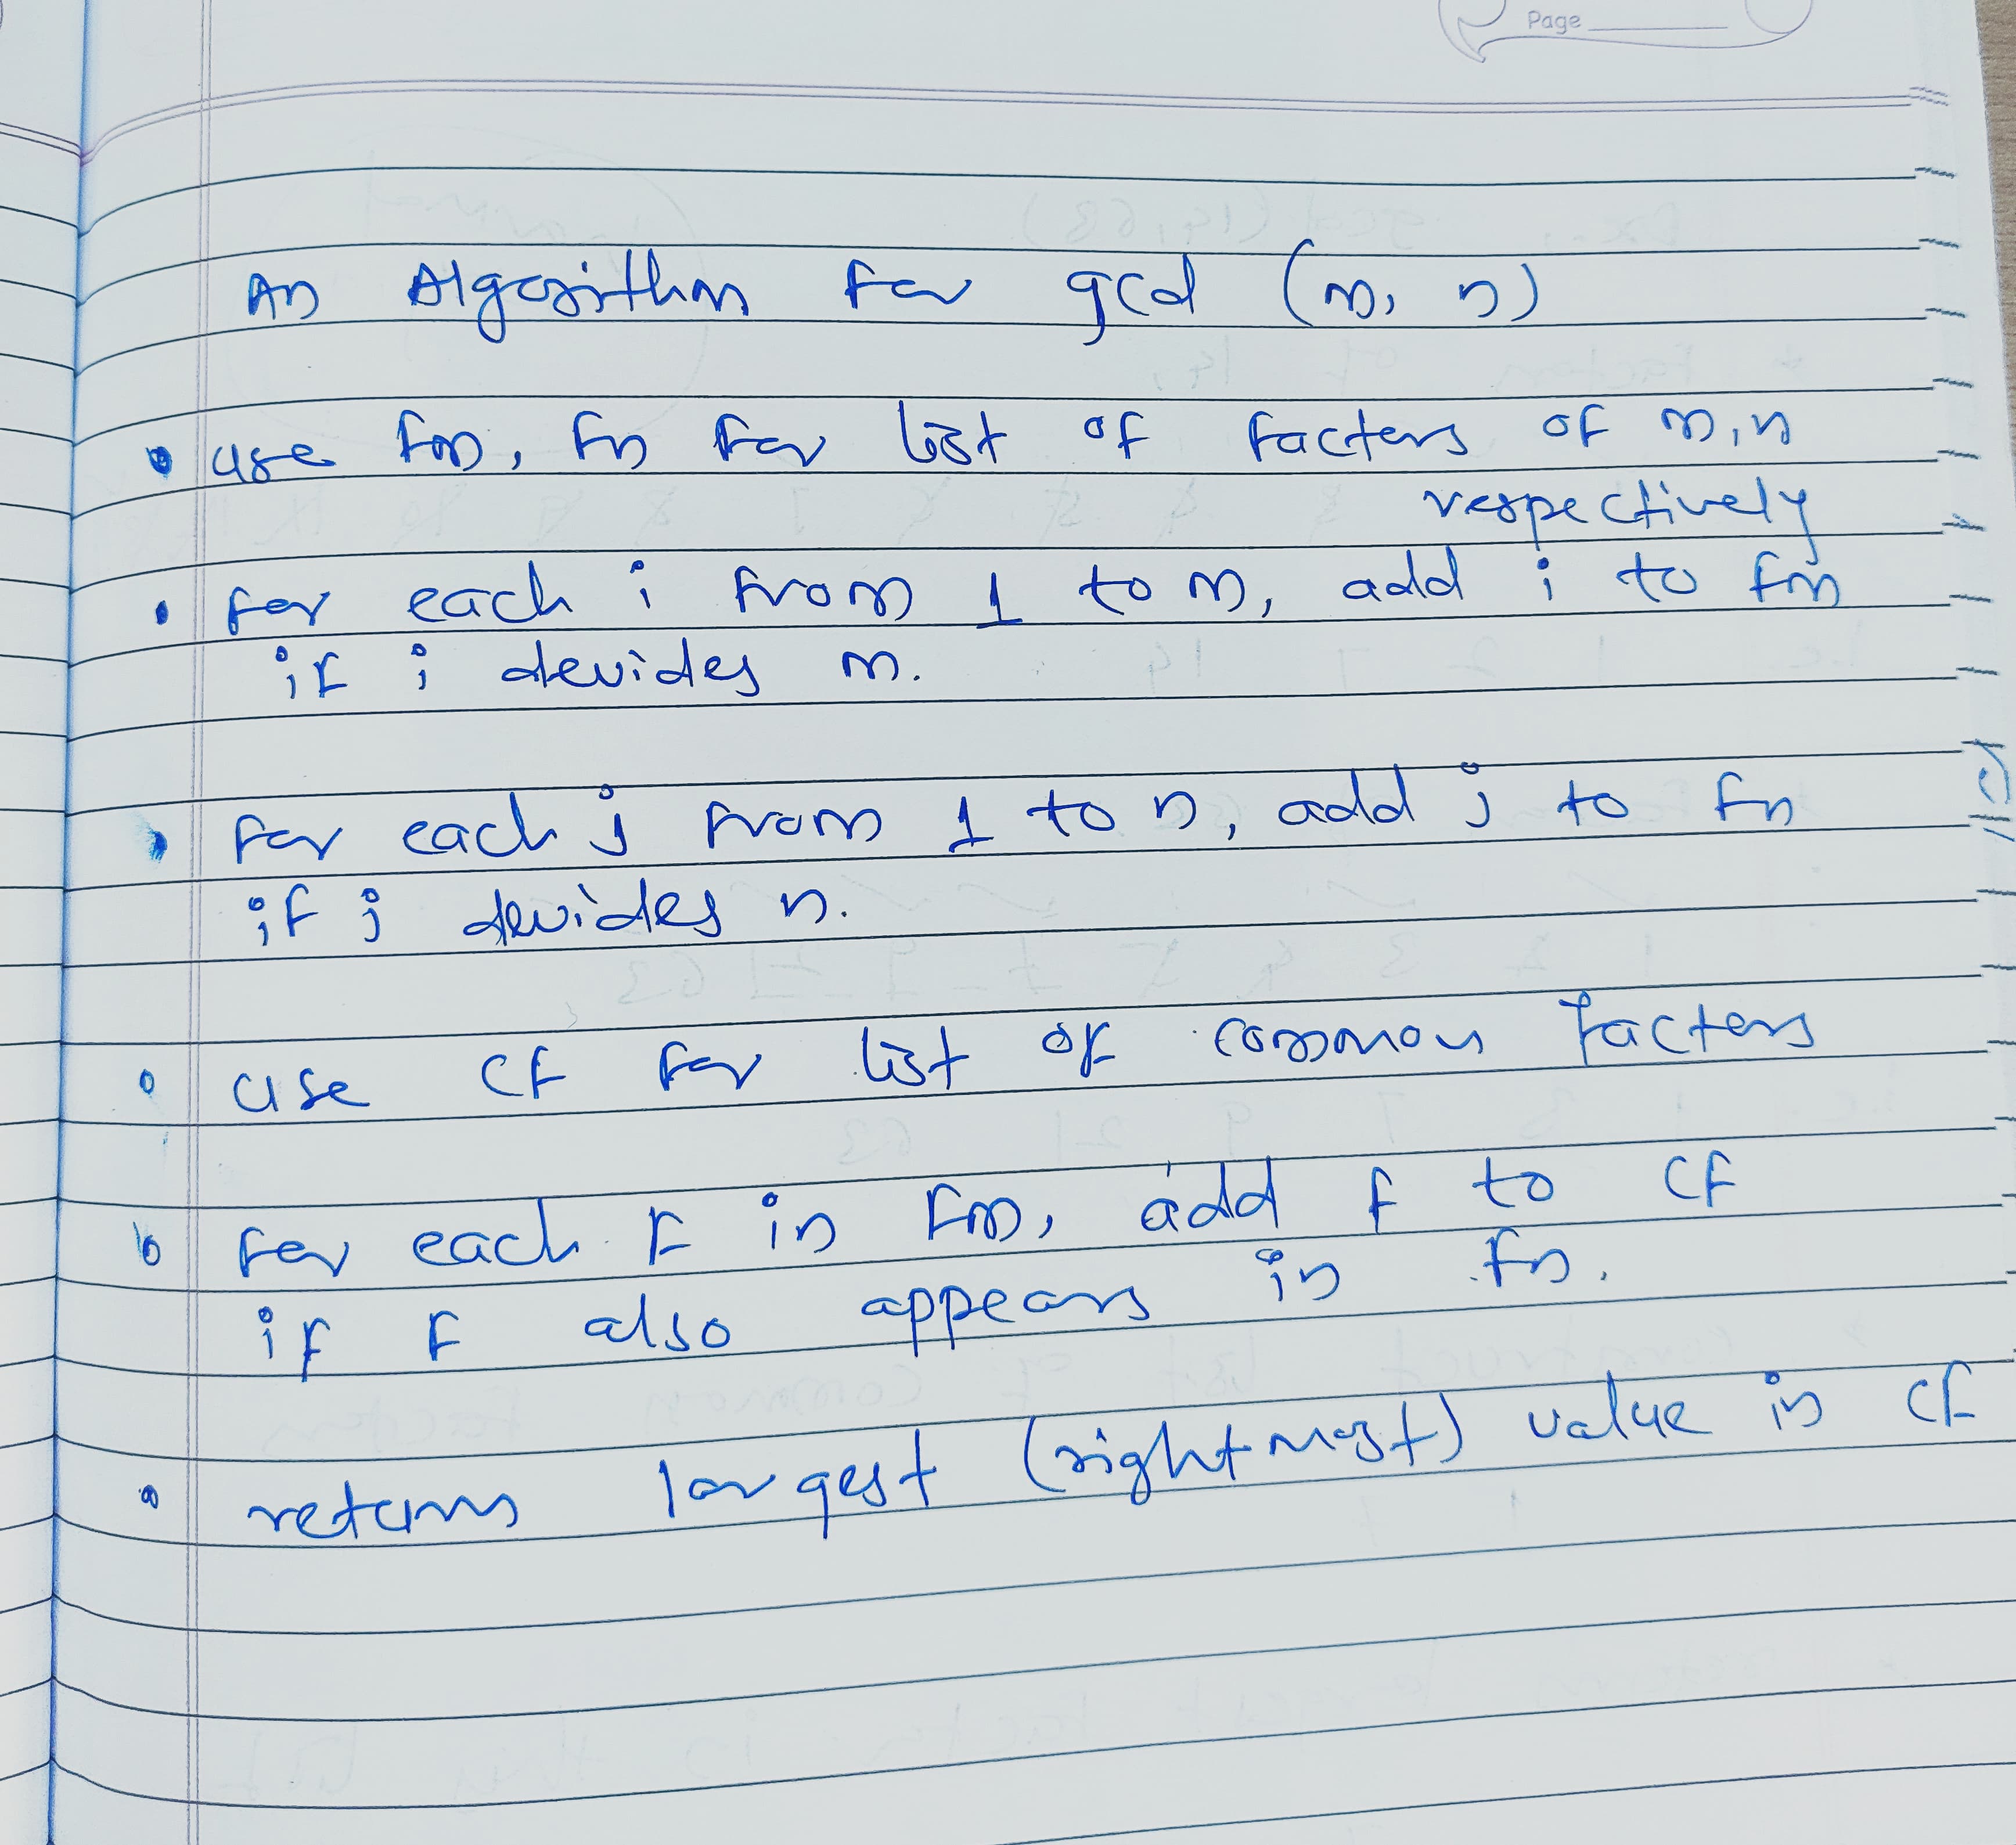 Page
An Algorithm for gcd (m, n)
use fm, fn for list of factors of m, n
respectively
for each i from 1 to m, add i to fm
if i devides m.
for each j from 1 to n, add j to fn
if j devides n.
use cf for list of common factors
for each f in fm, add f to cf
if f also appears in fn.
returns largest (rightmost) value in cf